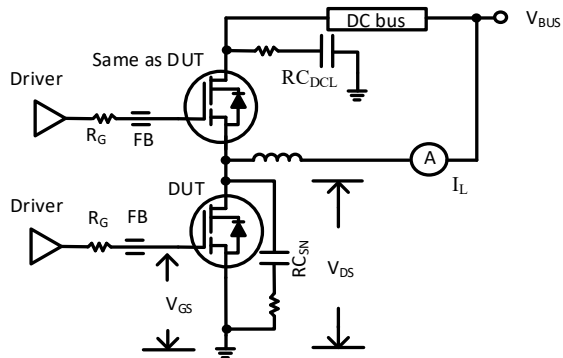 DC bus
V_BUS
Same as DUT
RC_DCL
Driver
R_G
FB
A
I_L
Driver
R_G
FB
DUT
RC_SN
V_DS
V_GS